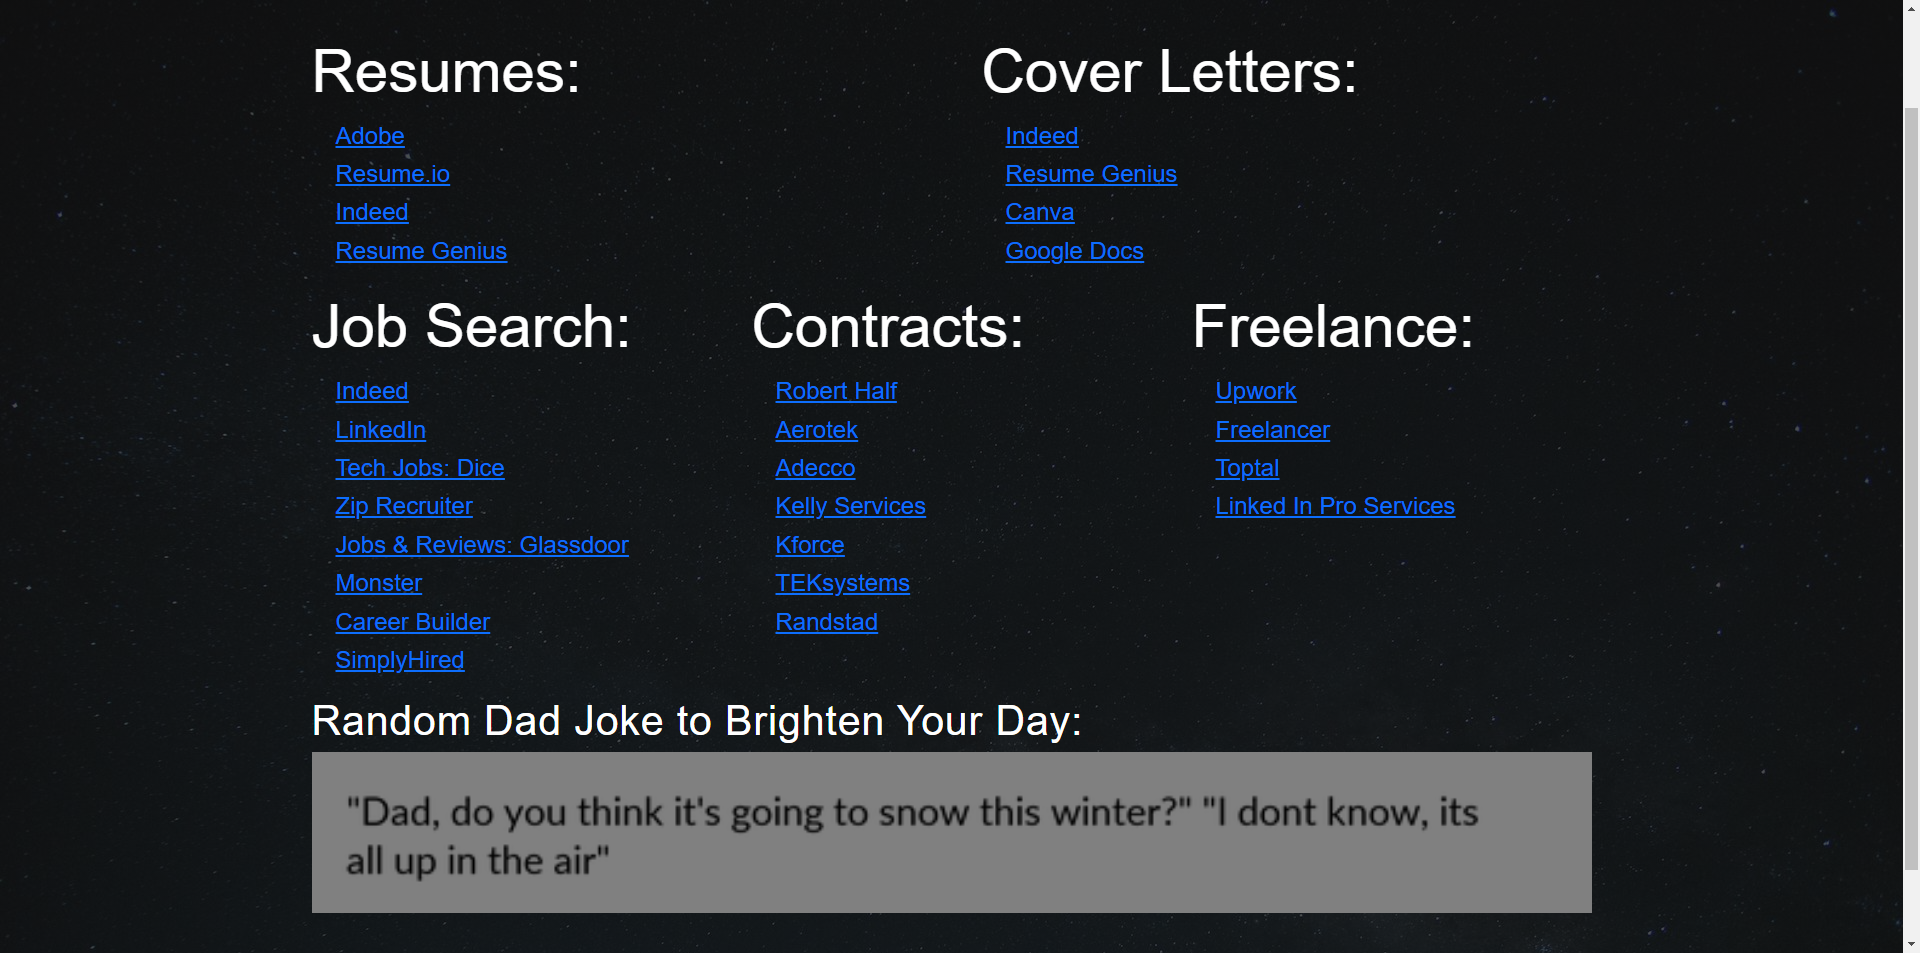 Resumes:
Adobe
Resume.io
Indeed
Resume Genius
Cover Letters:
Indeed
Resume Genius
Canva
Google Docs
Job Search:
Indeed
LinkedIn
Tech Jobs: Dice
Zip Recruiter
Jobs & Reviews: Glassdoor
Monster
Career Builder
SimplyHired
Contracts:
Robert Half
Aerotek
Adecco
Kelly Services
Kforce
TEKsystems
Randstad
Freelance:
Upwork
Freelancer
Toptal
Linked In Pro Services
Random Dad Joke to Brighten Your Day:
"Dad, do you think it's going to snow this winter?" "I dont know, its
all up in the air"